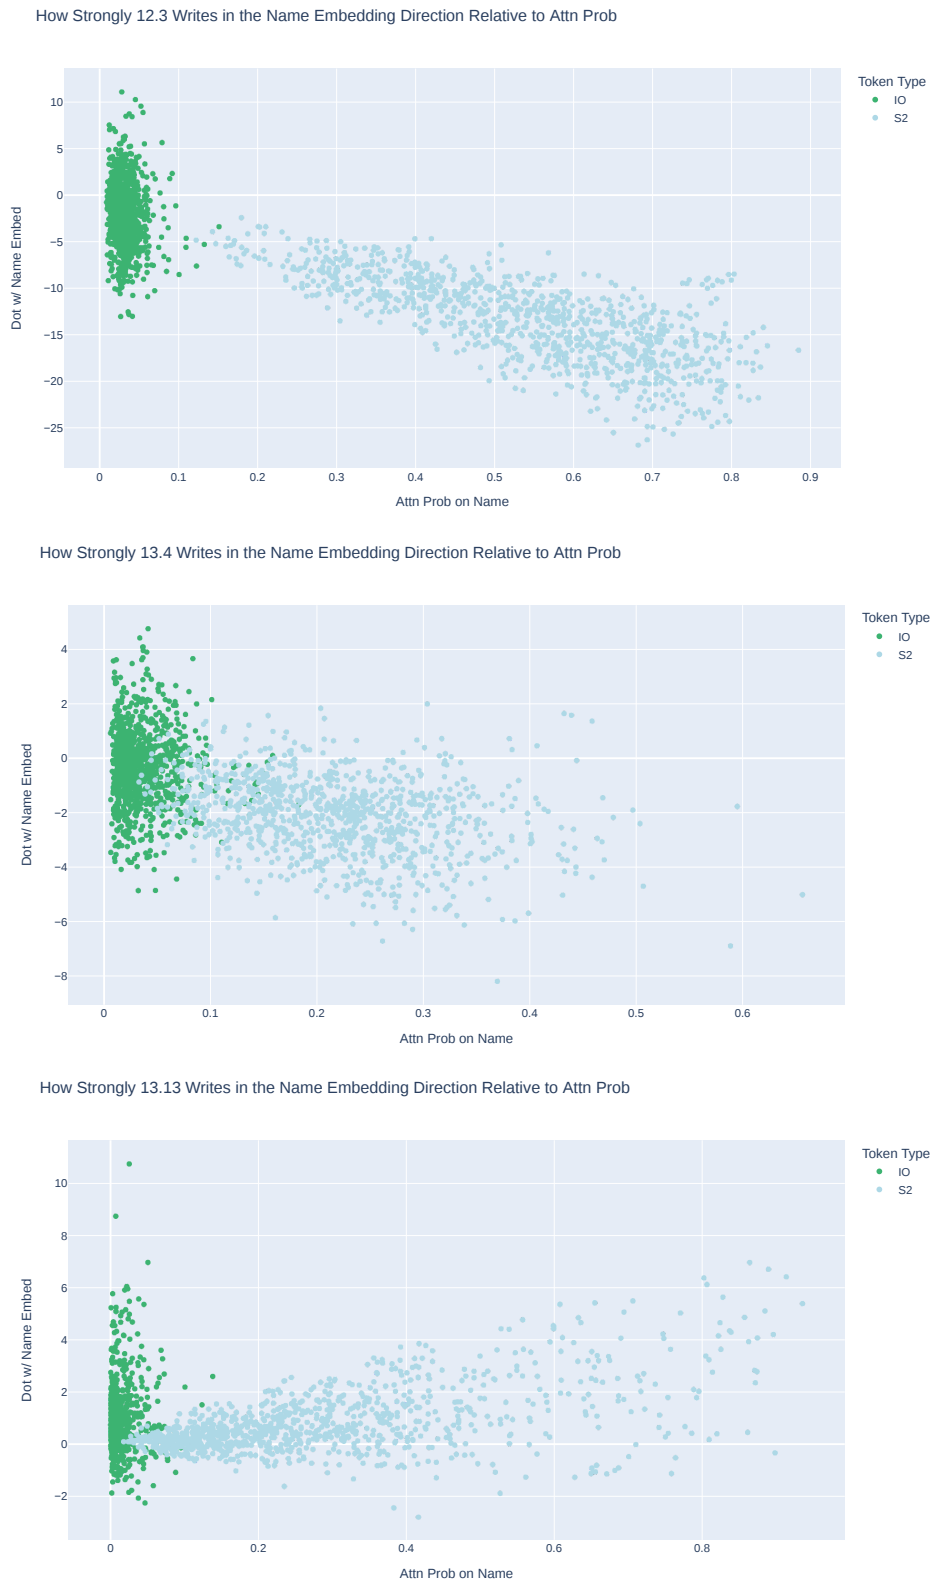 How Strongly 12.3 Writes in the Name Embedding Direction Relative to Attn Prob
Token Type
IO
S2
10
5
0
−5
−10
−15
−20
−25
Dot w/ Name Embed
0 0.1 0.2 0.3 0.4 0.5 0.6 0.7 0.8 0.9
Attn Prob on Name
How Strongly 13.4 Writes in the Name Embedding Direction Relative to Attn Prob
Token Type
IO
S2
4
2
0
−2
−4
−6
−8
Dot w/ Name Embed
0 0.1 0.2 0.3 0.4 0.5 0.6
Attn Prob on Name
How Strongly 13.13 Writes in the Name Embedding Direction Relative to Attn Prob
Token Type
IO
S2
10
8
6
4
2
0
−2
Dot w/ Name Embed
0 0.2 0.4 0.6 0.8
Attn Prob on Name